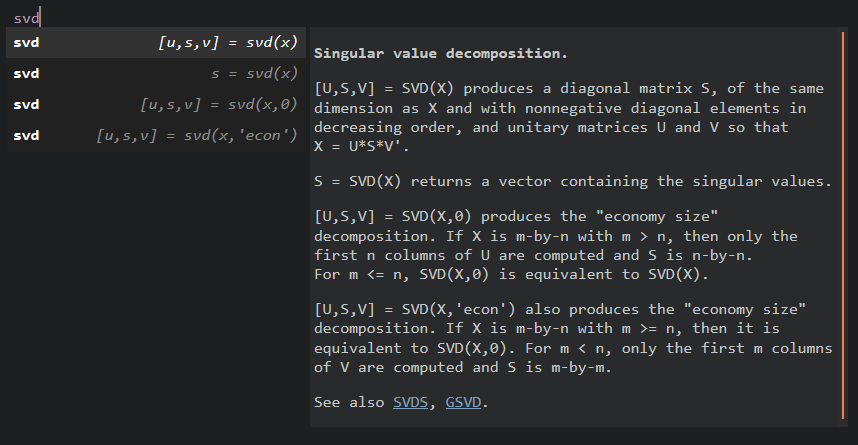 svd
svd [u,s,v] = svd(x)
svd s = svd(x)
svd [u,s,v] = svd(x,0)
svd [u,s,v] = svd(x,'econ')
Singular value decomposition.
[U,S,V] = SVD(X) produces a diagonal matrix S, of the same
dimension as X and with nonnegative diagonal elements in
decreasing order, and unitary matrices U and V so that
X = U*S*V'.
S = SVD(X) returns a vector containing the singular values.
[U,S,V] = SVD(X,0) produces the "economy size"
decomposition. If X is m-by-n with m > n, then only the
first n columns of U are computed and S is n-by-n.
For m <= n, SVD(X,0) is equivalent to SVD(X).
[U,S,V] = SVD(X,'econ') also produces the "economy size"
decomposition. If X is m-by-n with m >= n, then it is
equivalent to SVD(X,0). For m < n, only the first m columns
of V are computed and S is m-by-m.
See also SVDS, GSVD.